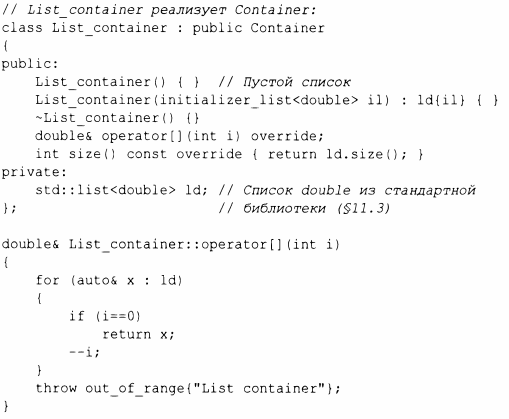 // List_container реализует Container:
class List_container : public Container
{
public:
    List_container() { }  // Пустой список
    List_container(initializer_list<double> il) : ld{il} { }
    ~List_container() {}
    double& operator[](int i) override;
    int size() const override { return ld.size(); }
private:
    std::list<double> ld; // Список double из стандартной
};                        // библиотеки (§11.3)

double& List_container::operator[](int i)
{
    for (auto& x : ld)
    {
        if (i==0)
            return x;
        --i;
    }
    throw out_of_range{"List container"};
}